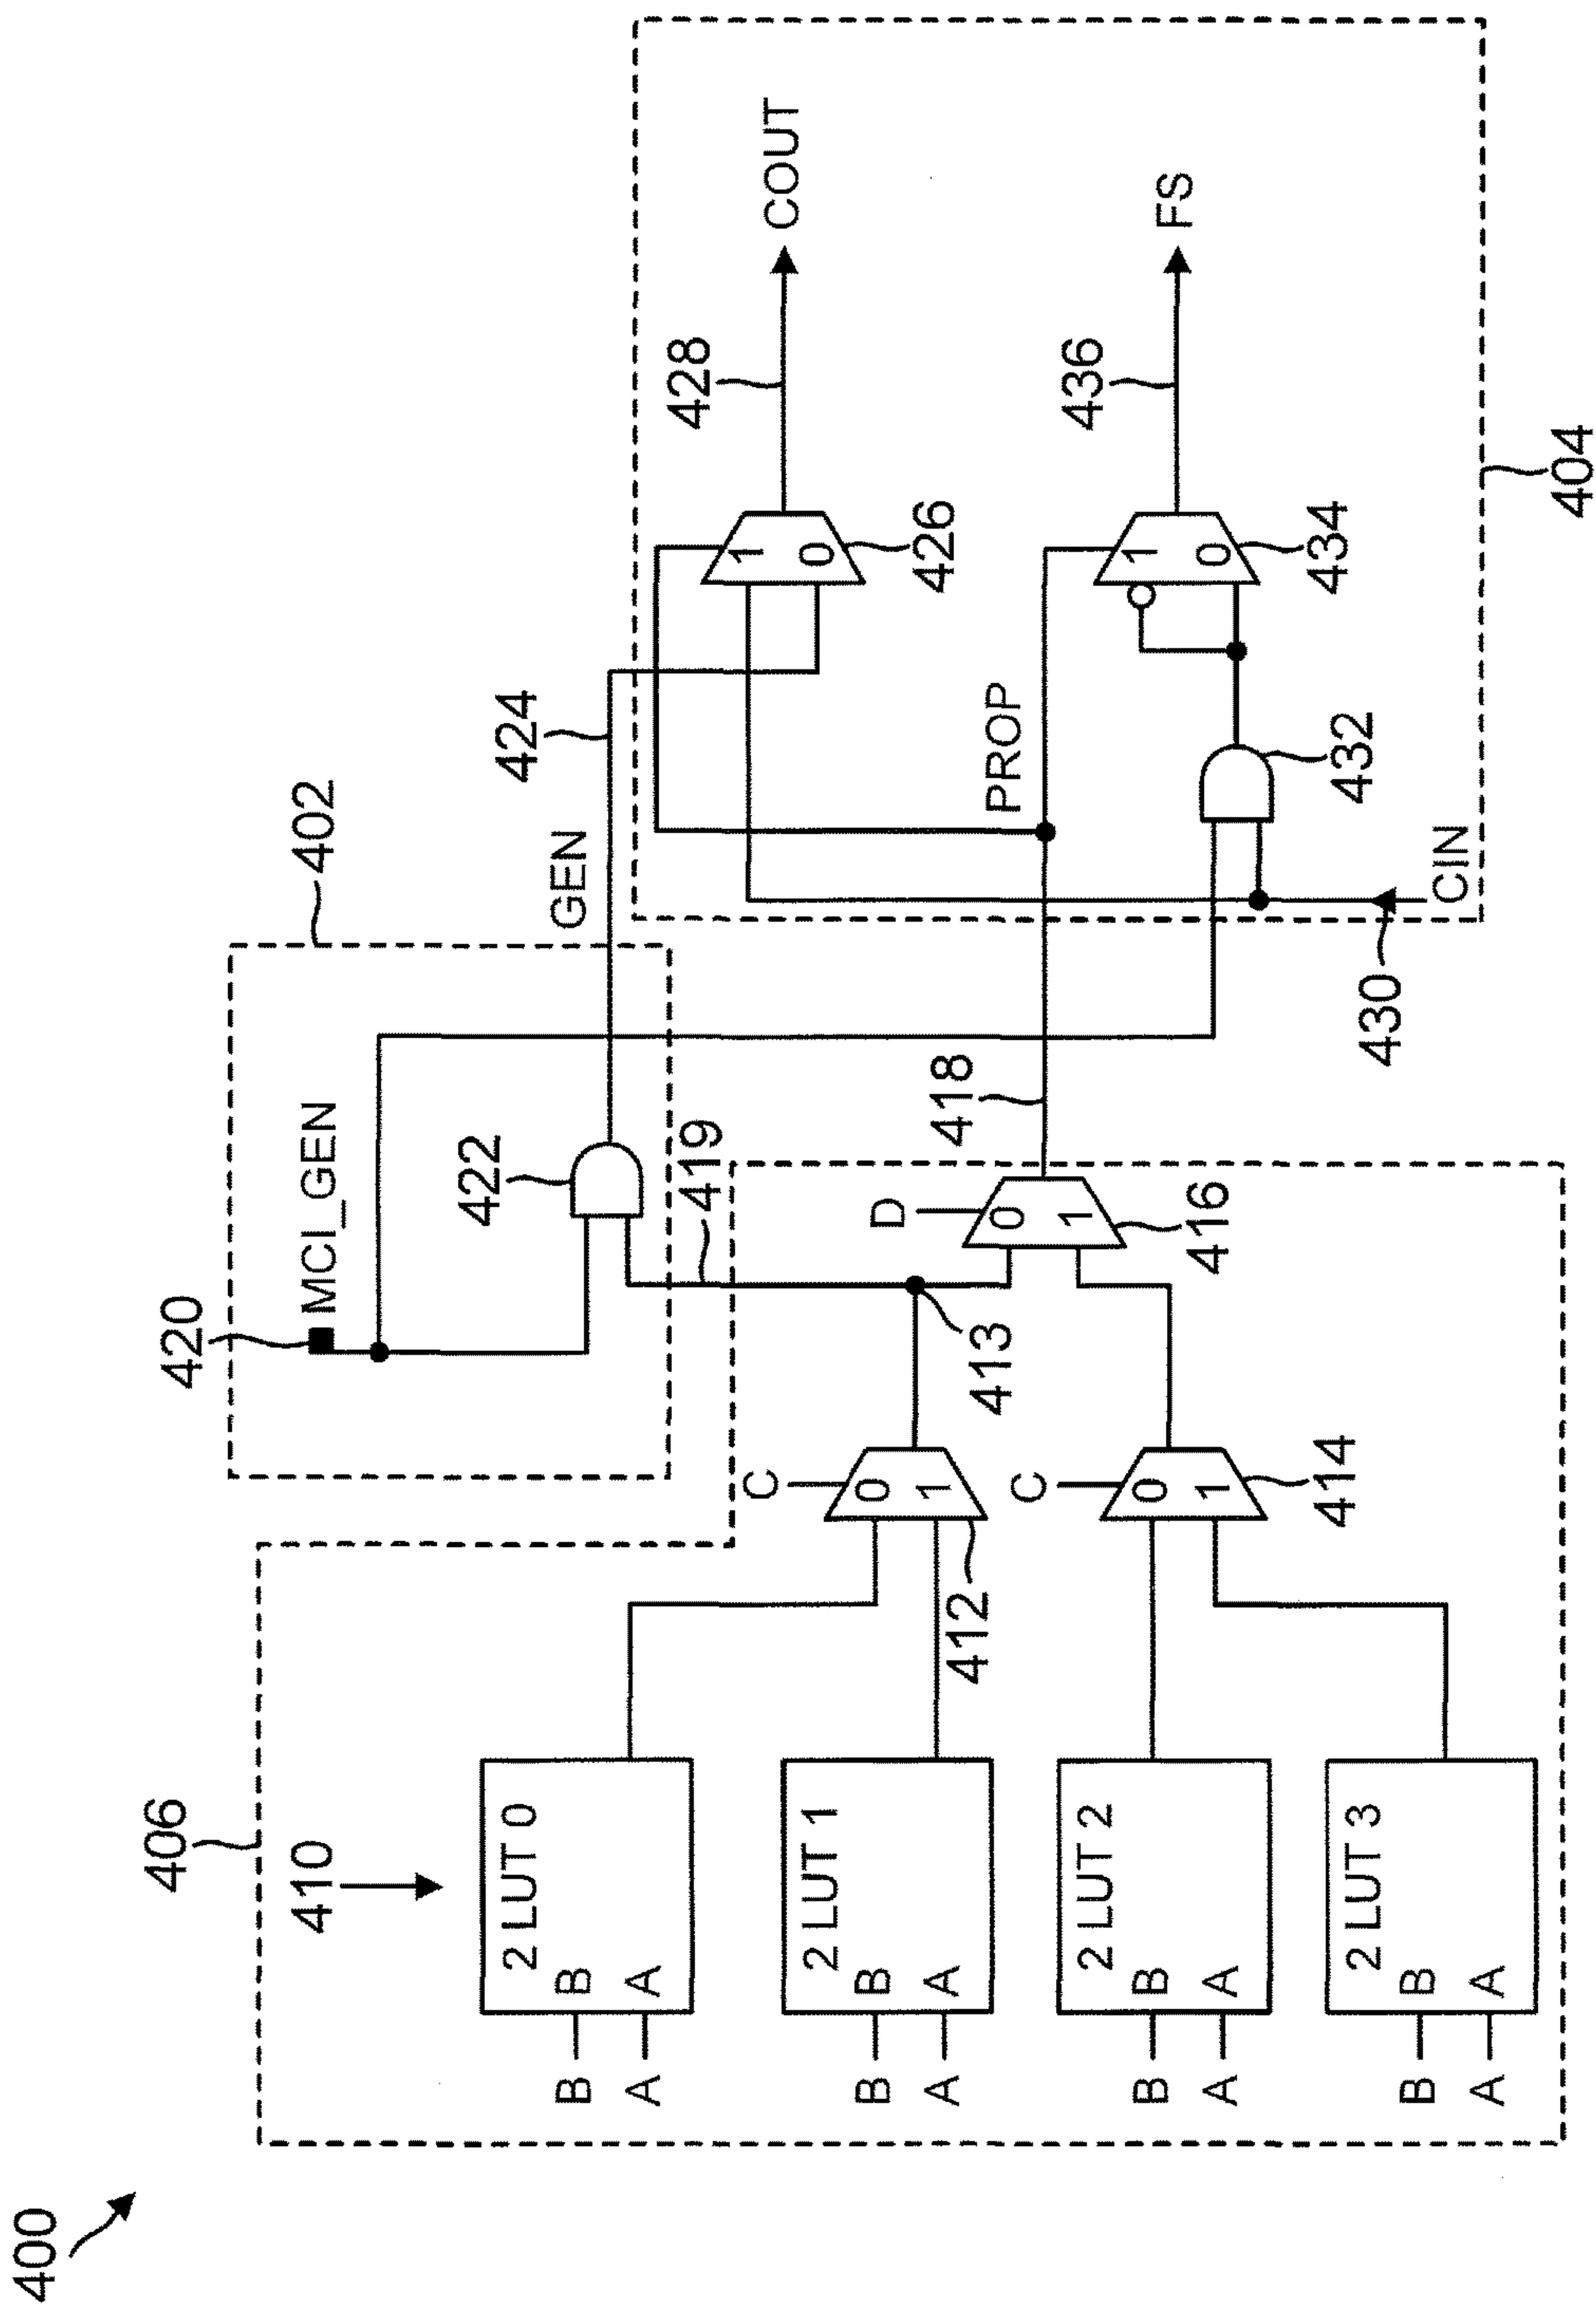 400
406
410
2 LUT 0
B
A
B
A
2 LUT 1
B
A
B
A
2 LUT 2
B
A
B
A
2 LUT 3
B
A
B
A
C
0
1
412
C
0
1
414
413
419
D
0
1
416
418
420
MCI_GEN
422
402
GEN
424
PROP
430
CIN
432
1
0
426
428
COUT
1
0
434
436
FS
404